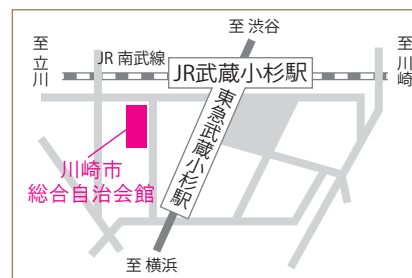 至 渋谷
至 立川
JR 南武線
JR武蔵小杉駅
至 川崎
東急武蔵小杉駅
川崎市
総合自治会館
至 横浜